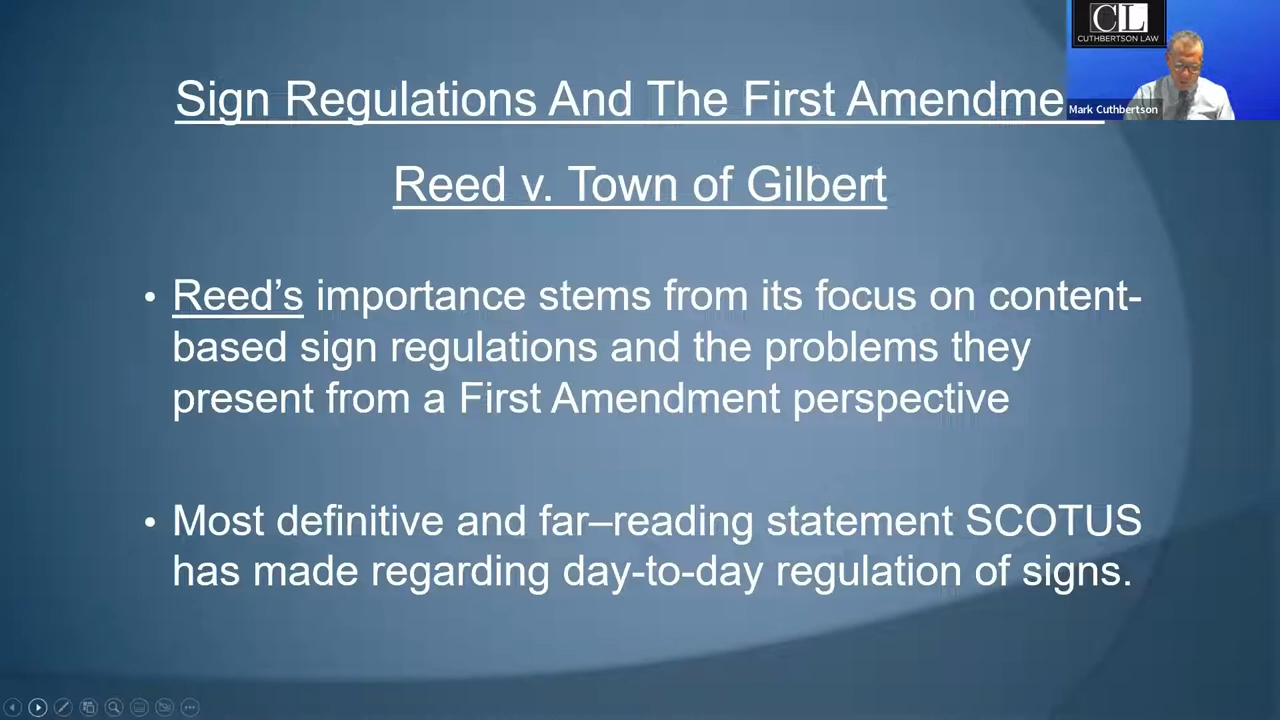 CL
CUTHBERTSON LAW
Mark Cuthbertson
Sign Regulations And The First Amendme
Reed v. Town of Gilbert
• Reed's importance stems from its focus on content-
based sign regulations and the problems they
present from a First Amendment perspective
• Most definitive and far–reading statement SCOTUS
has made regarding day-to-day regulation of signs.